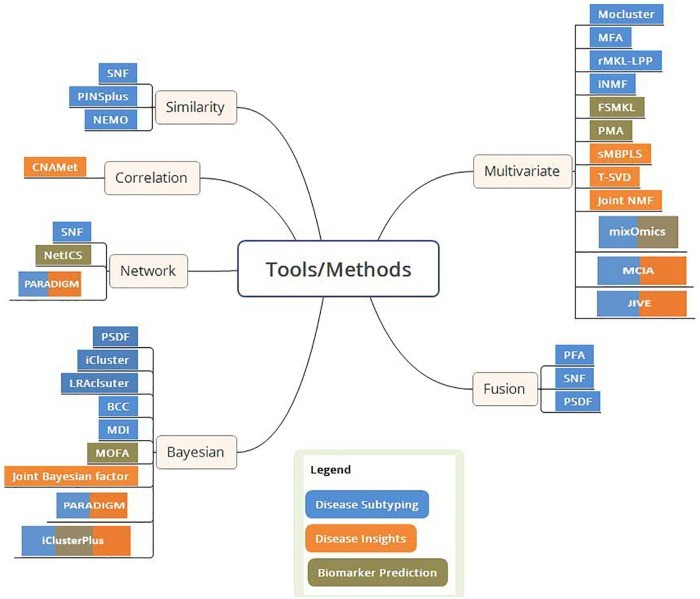 Tools/Methods
Similarity
SNF
PINSplus
NEMO
Correlation
CNAMet
Network
SNF
NetICS
PARADIGM
Bayesian
PSDF
iCluster
LRAclsuter
BCC
MDI
MOFA
Joint Bayesian factor
PARADIGM
iClusterPlus
Multivariate
Mocluster
MFA
rMKL-LPP
iNMF
FSMKL
PMA
sMBPLS
T-SVD
Joint NMF
mixOmics
MCIA
JIVE
Fusion
PFA
SNF
PSDF
Legend
Disease Subtyping
Disease Insights
Biomarker Prediction